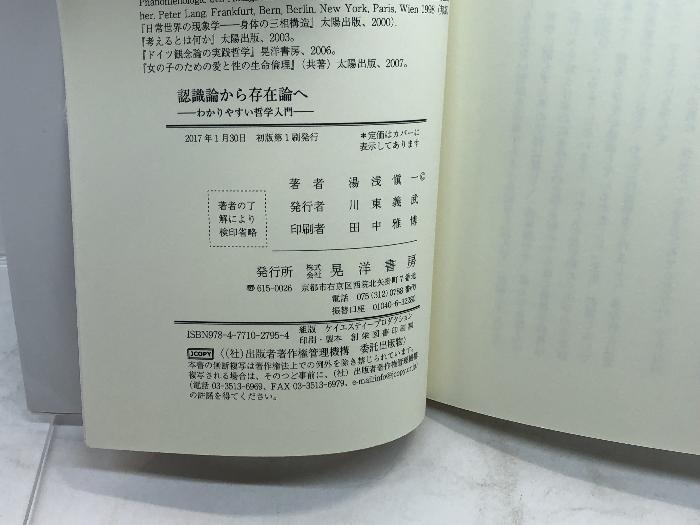 her, Peter Lang, Frankfurt, Bern, Berlin, New York, Paris, Wien 1998
『日常世界の現象学――身体の三相構造』太陽出版、2000).
『考えるとは何か』太陽出版、2003。
『ドイツ観念論の実践哲学』晃洋書房、2006。
『女の子のための愛と性の生命倫理』(共著) 太陽出版、2007。
認識論から存在論へ
――わかりやすい哲学入門――
2017年1月30日 初版第1刷発行
＊定価はカバーに
表示してあります
著者の了
解により
検印省略
著者 湯浅愼一©
発行者 川東義武
印刷者 田中雅博
発行所 株式会社 晃洋書房
〠615-0026 京都市右京区西院北矢掛町7番地
電話 075(312)0788番㈹
振替口座 01040-6-32280
ISBN978-4-7710-2795-4
組版 ケイエスティープロダクション
印刷・製本 創栄図書印刷㈱
JCOPY 〈(社)出版者著作権管理機構 委託出版物〉
本書の無断複写は著作権法上での例外を除き禁じられています。
複写される場合は、そのつど事前に、(社)出版者著作権管理機構
(電話 03-3513-6969、FAX 03-3513-6979、e-mail:info@jcopy.or.jp)
の許諾を得てください。